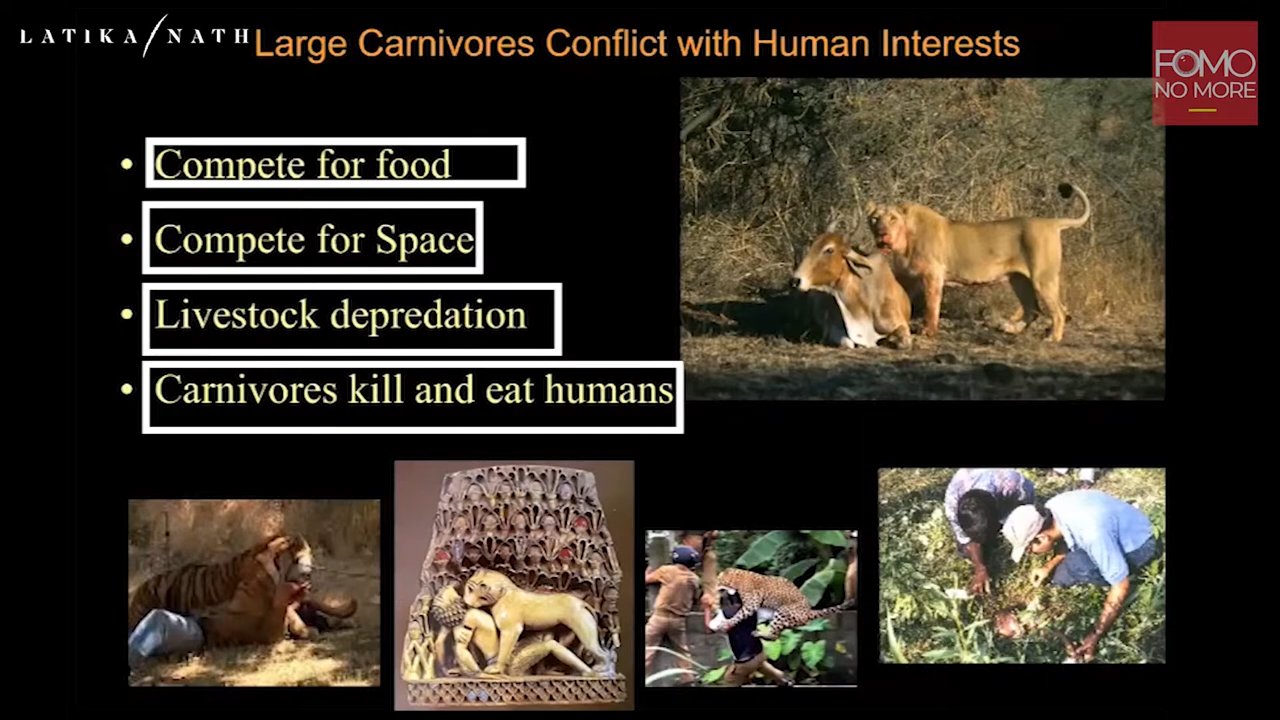 LATIKA/NATH
Large Carnivores Conflict with Human Interests
FOMO
NO MORE
• Compete for food
• Compete for Space
• Livestock depredation
• Carnivores kill and eat humans